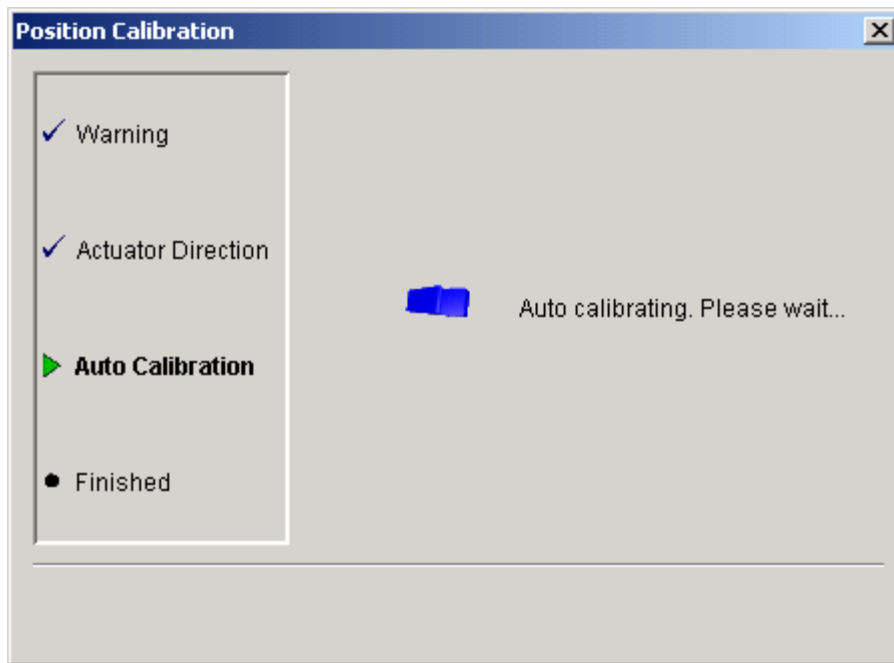 Position Calibration
Warning
Actuator Direction
Auto Calibration
Finished
Auto calibrating. Please wait...